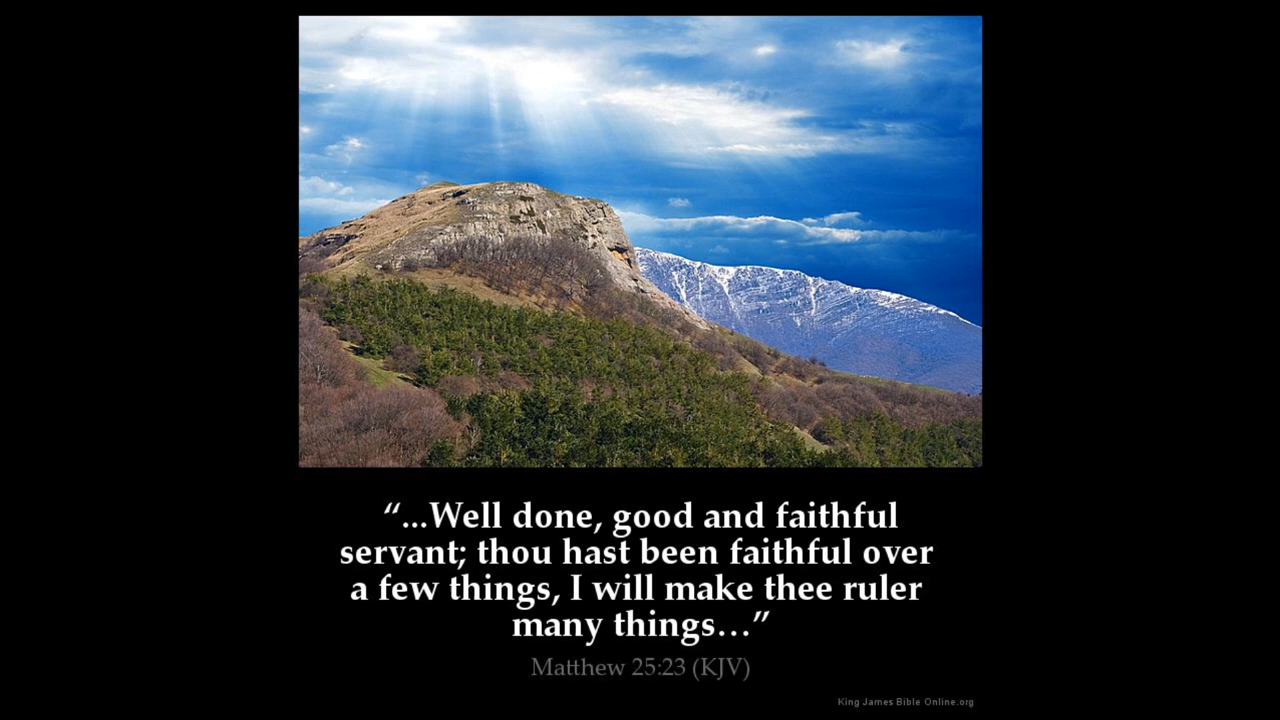 “...Well done, good and faithful
servant; thou hast been faithful over
a few things, I will make thee ruler
many things…”
Matthew 25:23 (KJV)
King James Bible Online.org